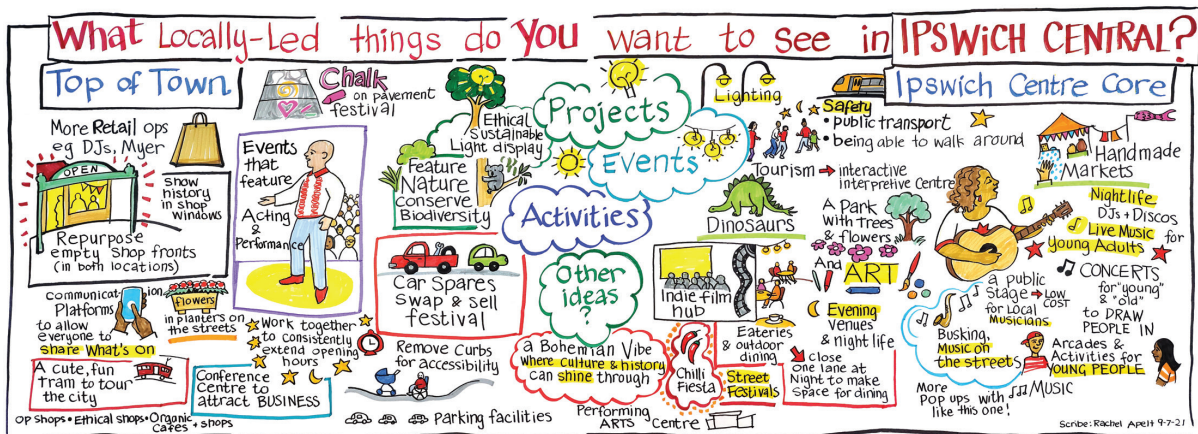 What Locally-Led things do You want to see in IPSWICH CENTRAL?
Top of Town
More Retail ops
eg DJs, Myer
OPEN
Show
history
in shop
windows
Repurpose
empty Shop fronts
(in both locations)
Communication
Platforms
to allow
everyone to
share What's On
flowers
in planters on
the streets
A cute, fun
tram to tour
the city
Op Shops • Ethical shops • Organic
Cafes + shops
Chalk
on pavement
festival
Events
that
feature
Acting
& Performance
Work together
to consistently
extend opening
hours
Conference
Centre to
attract BUSINESS
Ethical
Sustainable
Light display
Feature
Nature
conserve
Biodiversity
Car Spares
swap & sell
festival
Remove Curbs
for accessibility
Parking facilities
Projects
Events
Activities
Other
ideas
?
a Bohemian Vibe
where culture & history
can shine through
Performing
ARTS Centre
Lighting
Safety
• public transport
• being able to walk around
Tourism → interactive
interpretive Centre
Dinosaurs
A Park
With Trees
& flowers
And ART
Indie film
hub
Eateries
& outdoor
dining
Evening
venues
& night life
Chilli
Fiesta
Street
Festivals
close
one lane at
Night to make
Space for dining
Ipswich Centre Core
Handmade
Markets
Nightlife
DJs + Discos
Live Music for
young Adults
a public
Stage → LOW COST
for Local
Musicians
CONCERTS
for "young"
& "old"
to DRAW
PEOPLE IN
Busking,
Music on
the streets
Arcades &
Activities for
YOUNG PEOPLE
More
Pop ups with MUSIC
like this one!
Scribe: Rachel Apelt 9-7-21